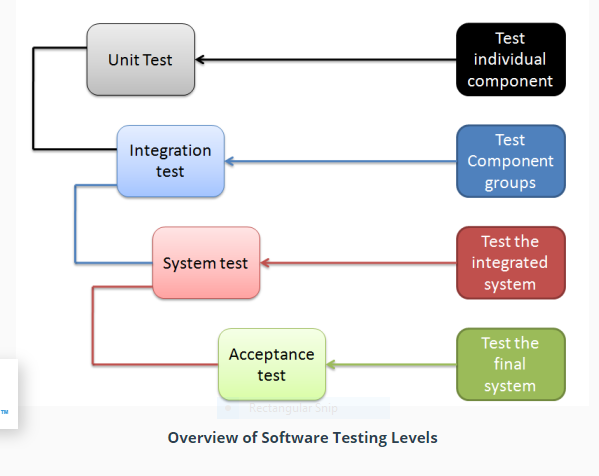 Unit Test
Test
individual
component
Integration
test
Test
Component
groups
System test
Test the
integrated
system
Acceptance
test
Test the
final
system
Rectangular Snip
TM
Overview of Software Testing Levels